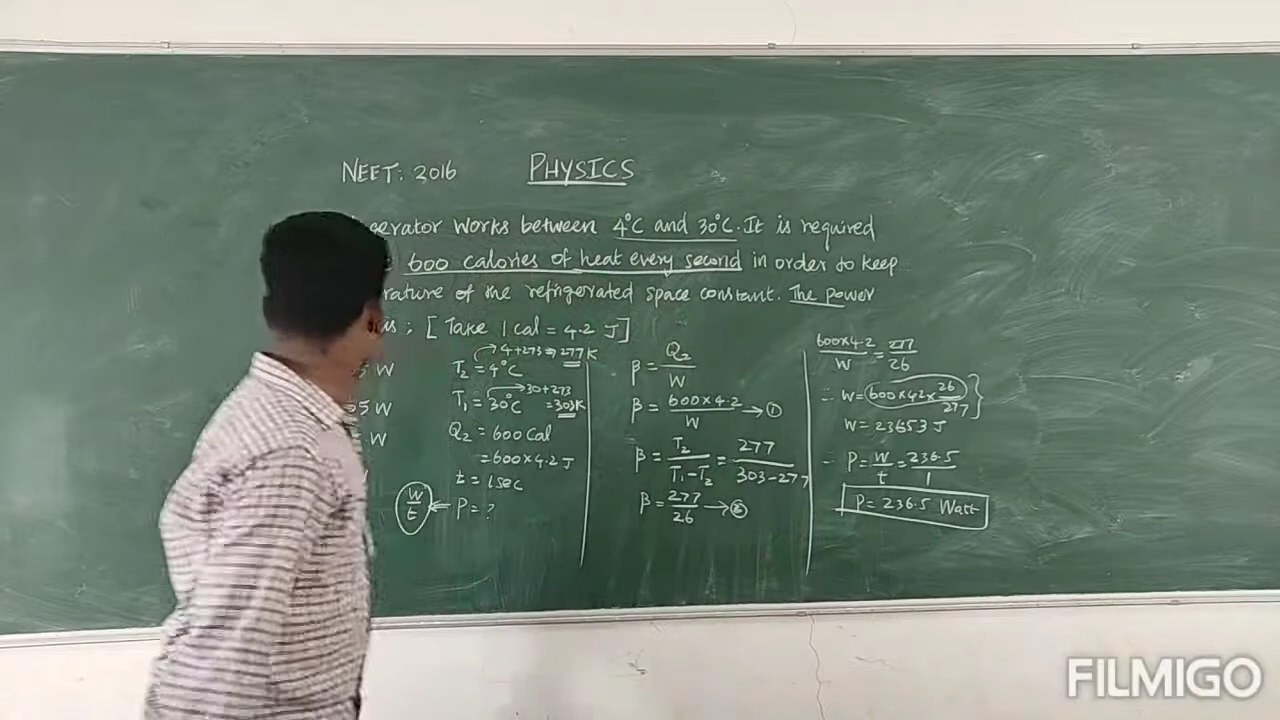 NEET: 2016 PHYSICS
gerator works between 4°C and 30°C. It is required
600 calories of heat every second in order to keep
rature of the refrigerated space constant. The power
is : [Take 1 cal = 4.2 J]
5 W
5 W
W
4+273 ⇒ 277 K
T₂ = 4°C
30+273
T₁ = 30°C = 303K
Q₂ = 600 Cal
= 600×4.2 J
t = 1 sec
W/t ⇐ P = ?
β = Q₂/W
β = 600×4.2/W → ①
β = T₂/T₁-T₂ = 277/303-277
β = 277/26 → ②
600×4.2/W = 277/26
∴ W = 600×4.2×26/277
W = 236.53 J
∴ P = W/t = 236.5/1
P = 236.5 Watt
FILMIGO